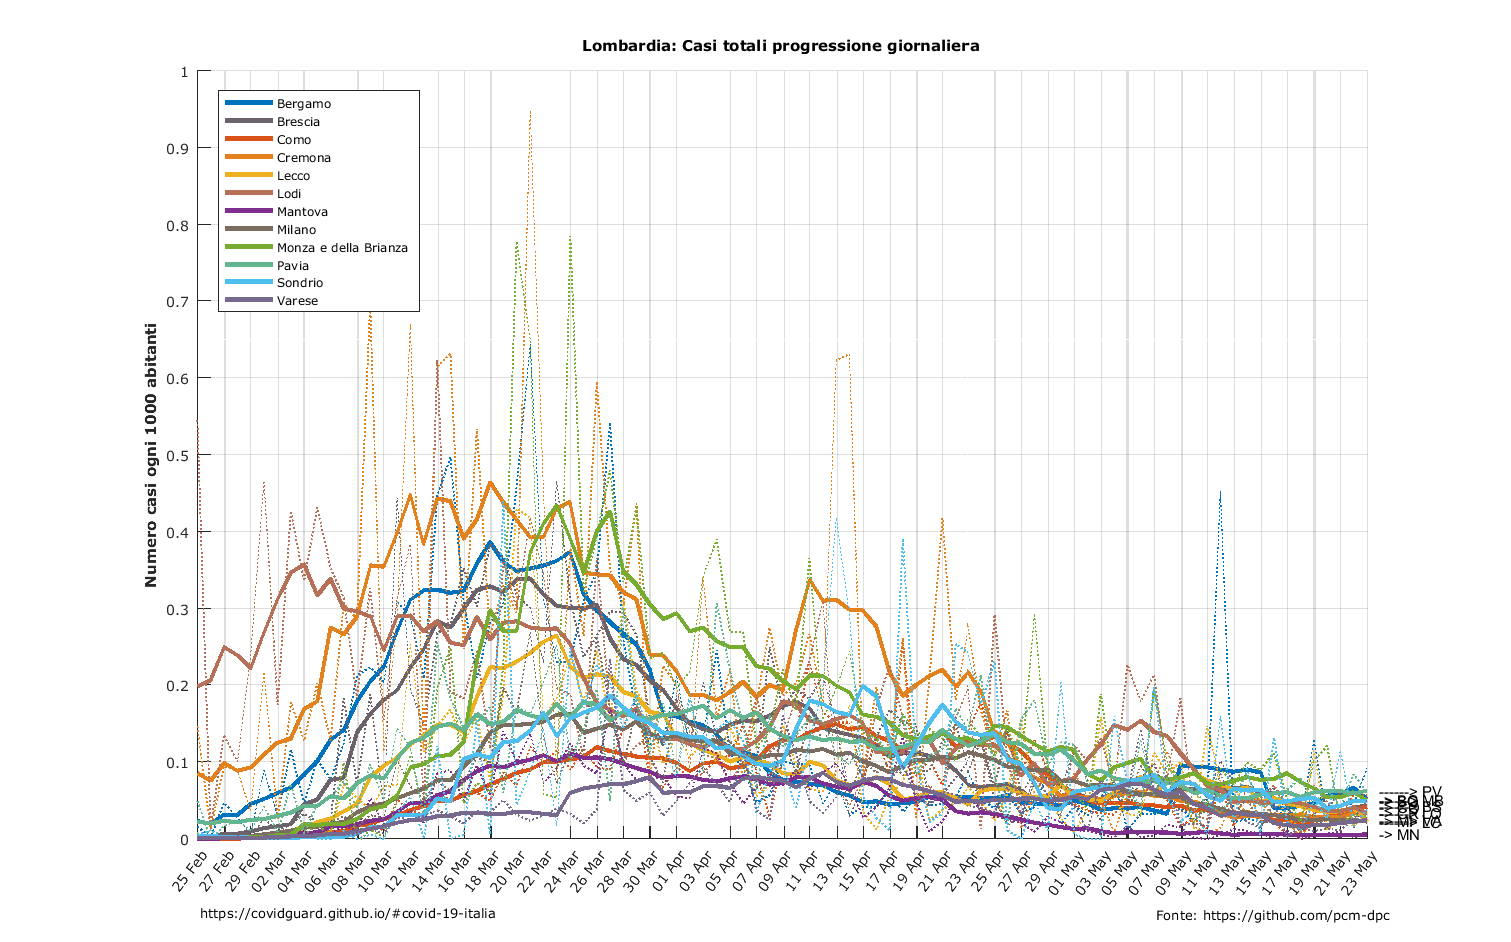 Lombardia: Casi totali progressione giornaliera
Numero casi ogni 1000 abitanti
1
0.9
0.8
0.7
0.6
0.5
0.4
0.3
0.2
0.1
0
Bergamo
Brescia
Como
Cremona
Lecco
Lodi
Mantova
Milano
Monza e della Brianza
Pavia
Sondrio
Varese
------> PV
-> MN
25 Feb
27 Feb
29 Feb
02 Mar
04 Mar
06 Mar
08 Mar
10 Mar
12 Mar
14 Mar
16 Mar
18 Mar
20 Mar
22 Mar
24 Mar
26 Mar
28 Mar
30 Mar
01 Apr
03 Apr
05 Apr
07 Apr
09 Apr
11 Apr
13 Apr
15 Apr
17 Apr
19 Apr
21 Apr
23 Apr
25 Apr
27 Apr
29 Apr
01 May
03 May
05 May
07 May
09 May
11 May
13 May
15 May
17 May
19 May
21 May
23 May
https://covidguard.github.io/#covid-19-italia
Fonte: https://github.com/pcm-dpc